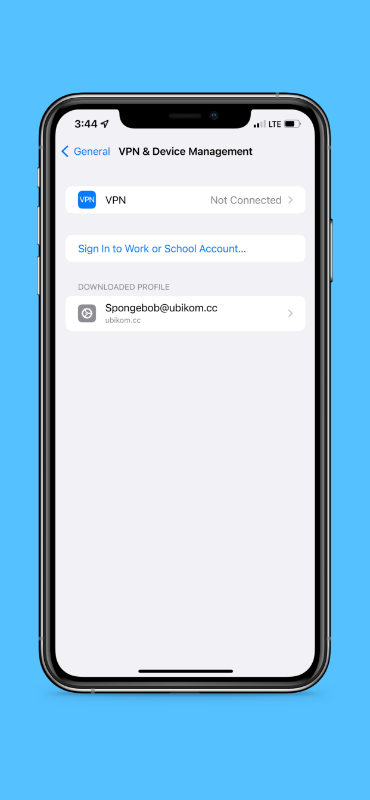 3:44 LTE
General VPN & Device Management
VPN VPN Not Connected
Sign In to Work or School Account...
DOWNLOADED PROFILE
Spongebob@ubikom.cc
ubikom.cc